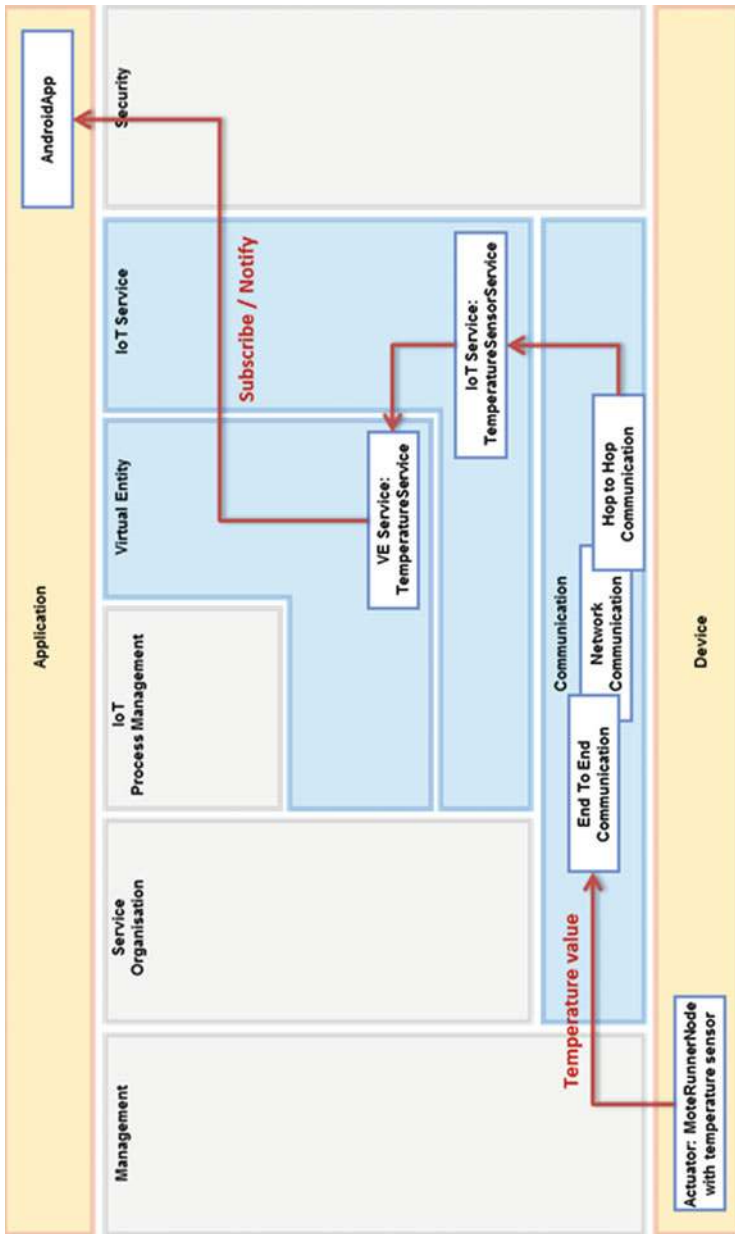 Application
AndroidApp
Management
Service
Organisation
IoT
Process Management
Virtual Entity
IoT Service
Security
Subscribe / Notify
VE Service:
TemperatureService
IoT Service:
TemperatureSensorService
Communication
End To End
Communication
Network
Communication
Hop to Hop
Communication
Temperature value
Actuator: MoteRunnerNode
with temperature sensor
Device